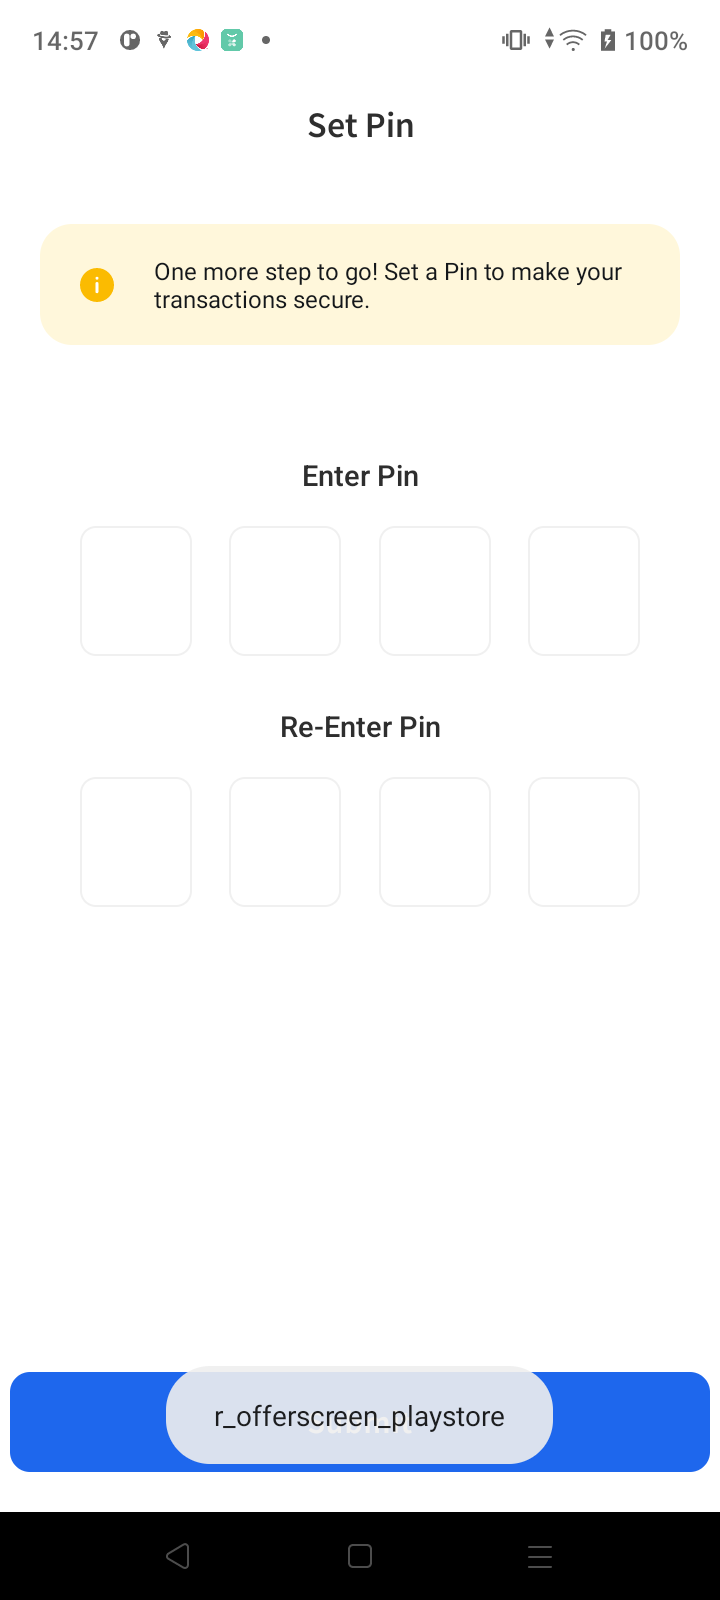 14:57
100%
Set Pin
One more step to go! Set a Pin to make your
transactions secure.
Enter Pin
Re-Enter Pin
Submit
r_offerscreen_playstore